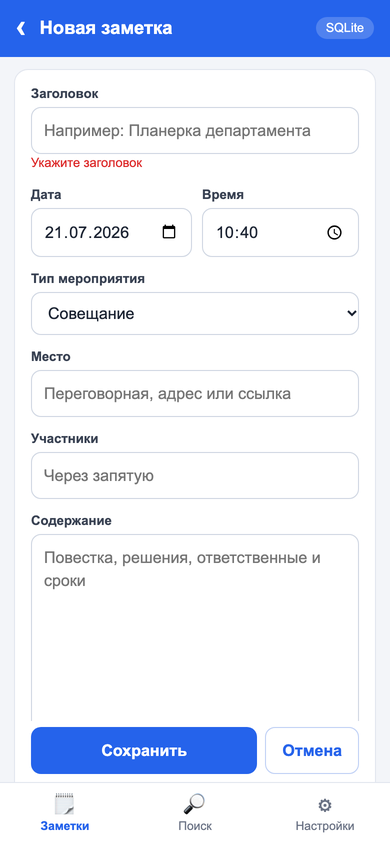 Новая заметка
SQLite
Заголовок
Например: Планерка департамента
Укажите заголовок
Дата
Время
21.07.2026
10:40
Тип мероприятия
Совещание
Место
Переговорная, адрес или ссылка
Участники
Через запятую
Содержание
Повестка, решения, ответственные и
сроки
Сохранить
Отмена
Заметки
Поиск
Настройки